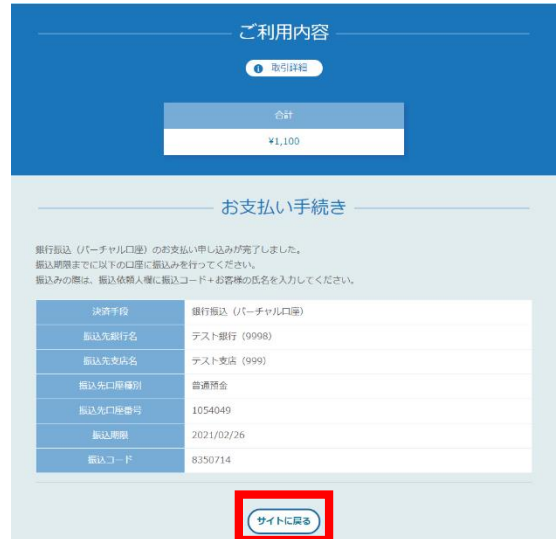 ご利用内容
取引詳細
合計
¥1,100
お支払い手続き
銀行振込（バーチャル口座）のお支払い申し込みが完了しました。
振込期限までに以下の口座に振込みを行ってください。
振込みの際は、振込依頼人欄に振込コード+お客様の氏名を入力してください。
決済手段 銀行振込（バーチャル口座）
振込先銀行名 テスト銀行（9998）
振込先支店名 テスト支店（999）
振込先口座種別 普通預金
振込先口座番号 1054049
振込期限 2021/02/26
振込コード 8350714
サイトに戻る